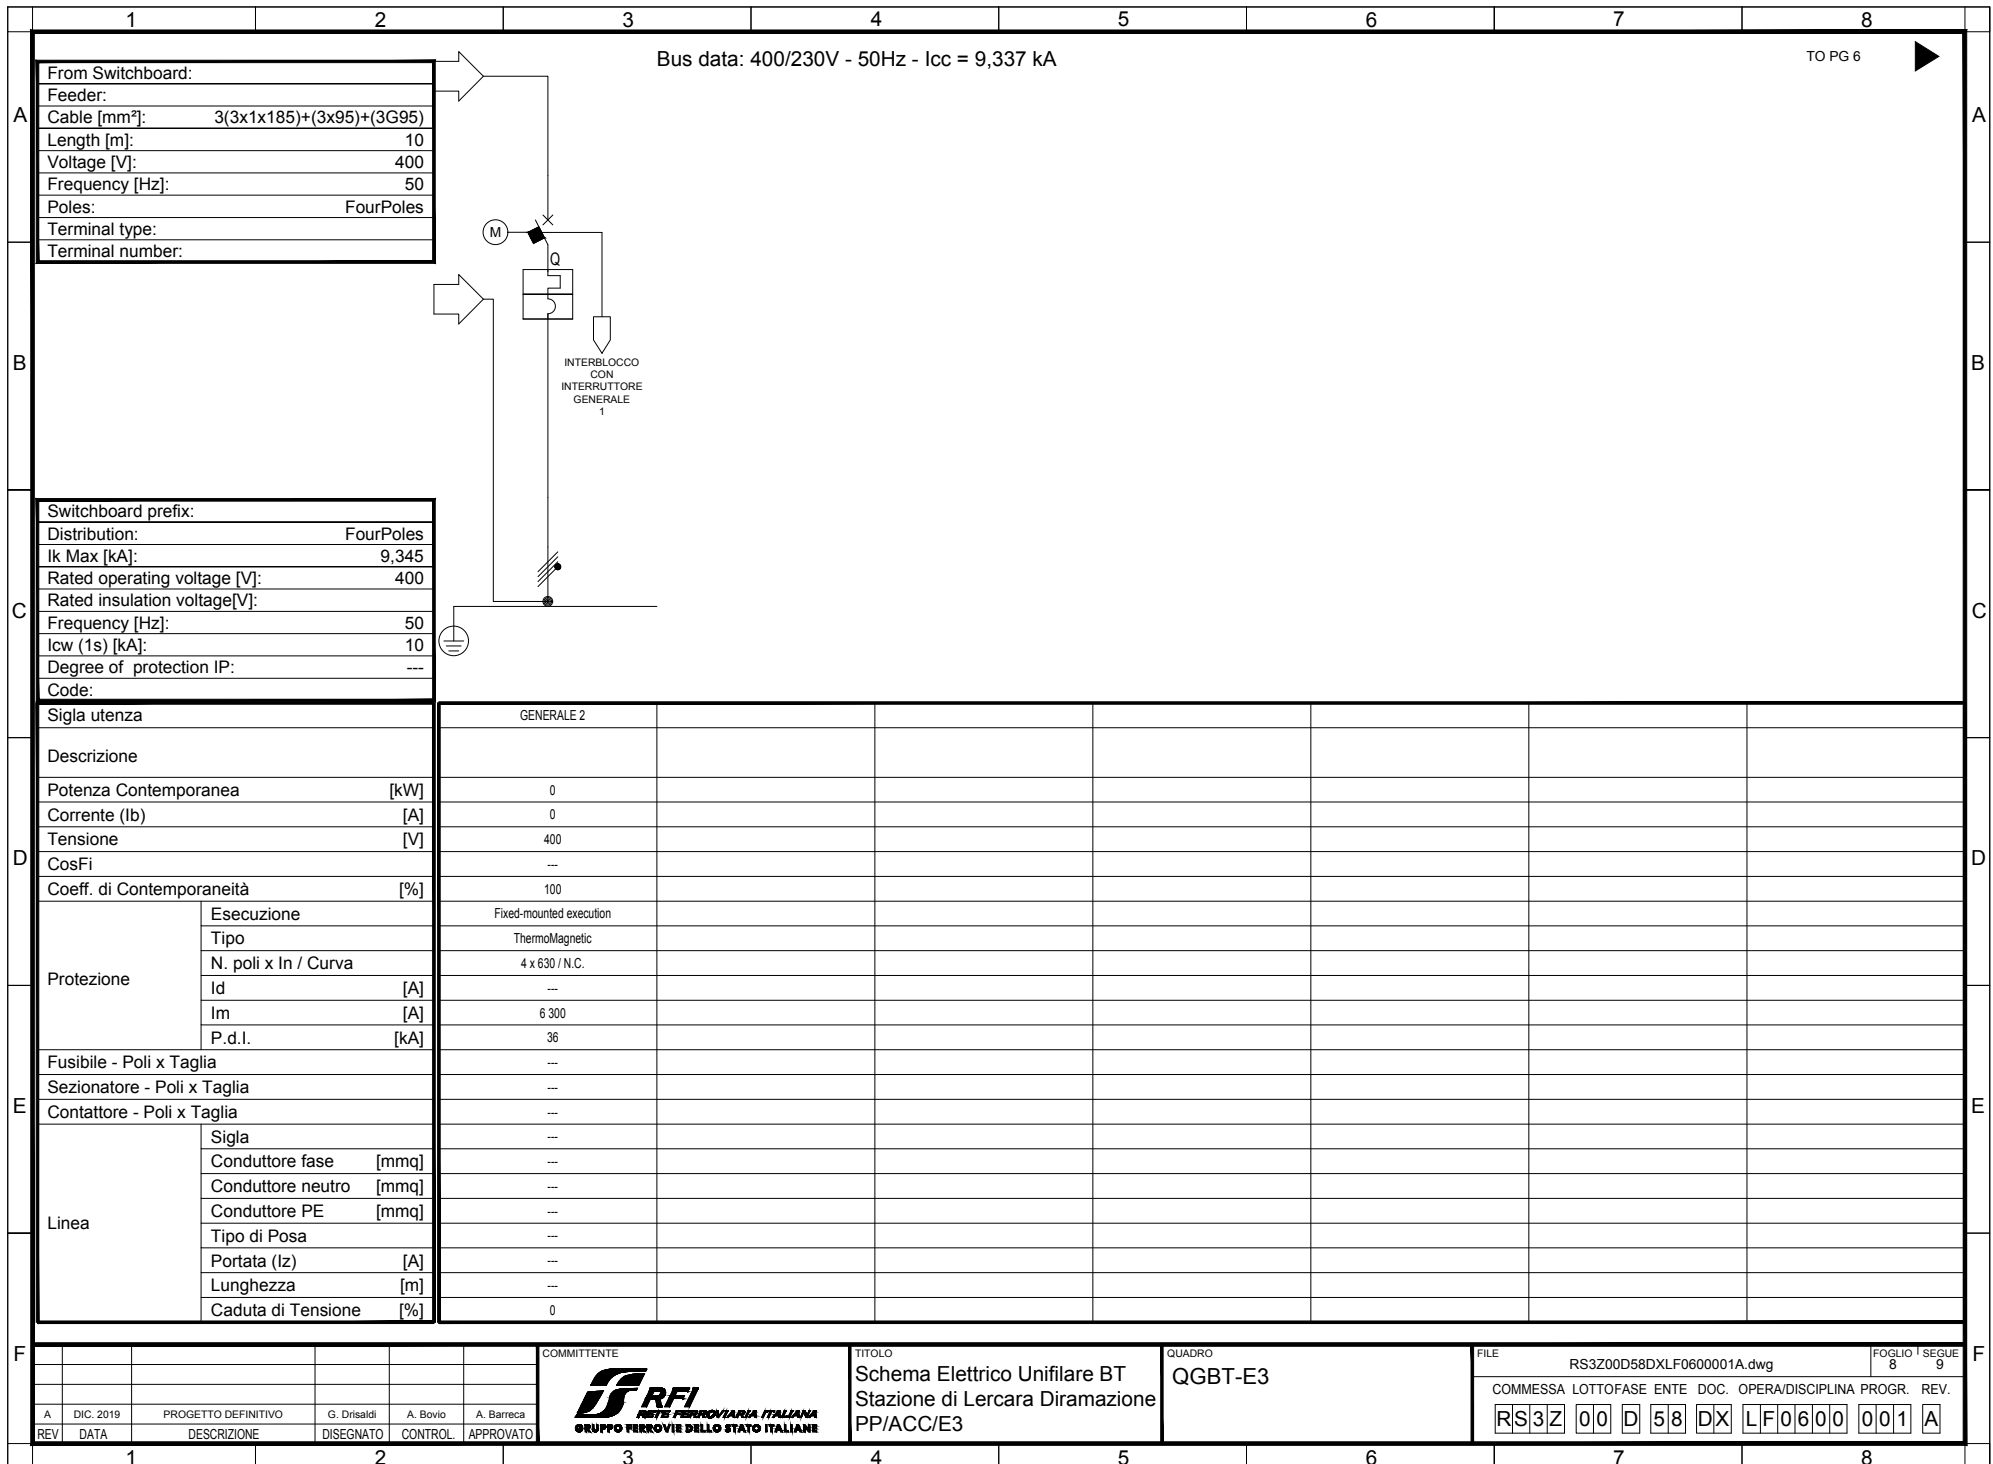 1 2 3 4 5 6 7 8
Bus data: 400/230V - 50Hz - Icc = 9,337 kA
TO PG 6
A A
From Switchboard:
Feeder:
Cable [mm²]: 3(3x1x185)+(3x95)+(3G95)
Length [m]: 10
Voltage [V]: 400
Frequency [Hz]: 50
Poles: FourPoles
Terminal type:
Terminal number:
M
Q
INTERBLOCCO
CON
INTERRUTTORE
GENERALE
1
B B
Switchboard prefix:
Distribution: FourPoles
Ik Max [kA]: 9,345
Rated operating voltage [V]: 400
Rated insulation voltage[V]:
Frequency [Hz]: 50
Icw (1s) [kA]: 10
Degree of protection IP: ---
Code:
C C
Sigla utenza GENERALE 2
Descrizione
Potenza Contemporanea [kW] 0
Corrente (Ib) [A] 0
Tensione [V] 400
CosFi ---
Coeff. di Contemporaneità [%] 100
D D
Protezione
Esecuzione Fixed-mounted execution
Tipo ThermoMagnetic
N. poli x In / Curva 4 x 630 / N.C.
Id [A] ---
Im [A] 6 300
P.d.I. [kA] 36
Fusibile - Poli x Taglia ---
Sezionatore - Poli x Taglia ---
Contattore - Poli x Taglia ---
E E
Linea
Sigla ---
Conduttore fase [mmq] ---
Conduttore neutro [mmq] ---
Conduttore PE [mmq] ---
Tipo di Posa ---
Portata (Iz) [A] ---
Lunghezza [m] ---
Caduta di Tensione [%] 0
F F
A DIC. 2019 PROGETTO DEFINITIVO G. Drisaldi A. Bovio A. Barreca
REV DATA DESCRIZIONE DISEGNATO CONTROL. APPROVATO
COMMITTENTE
RFI
RETE FERROVIARIA ITALIANA
GRUPPO FERROVIE DELLO STATO ITALIANE
TITOLO
Schema Elettrico Unifilare BT
Stazione di Lercara Diramazione
PP/ACC/E3
QUADRO
QGBT-E3
FILE
RS3Z00D58DXLF0600001A.dwg
FOGLIO SEGUE
8 9
COMMESSA LOTTO FASE ENTE DOC. OPERA/DISCIPLINA PROGR. REV.
RS3Z 00 D 58 DX LF0600 001 A
1 2 3 4 5 6 7 8